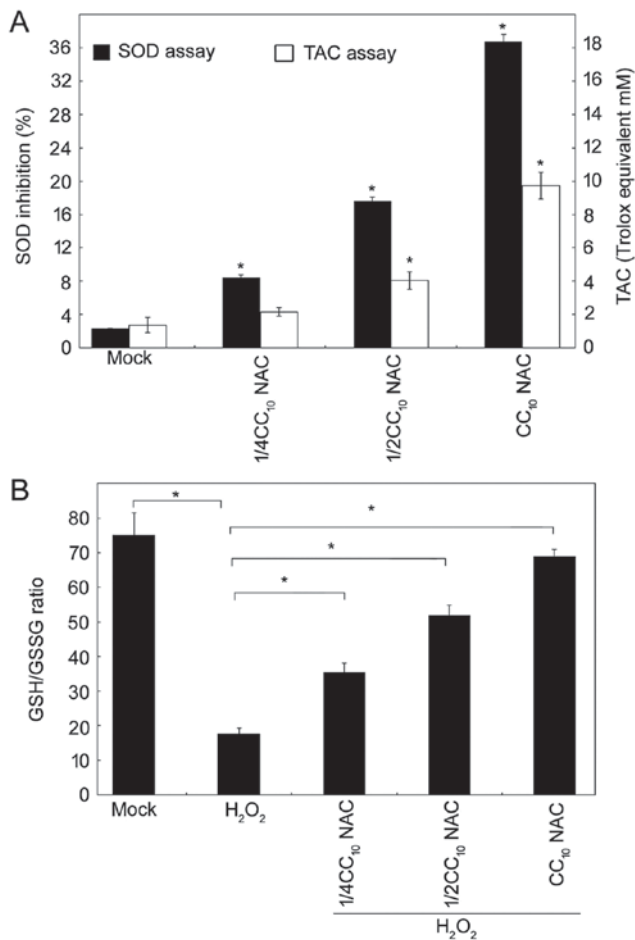 A
SOD assay
TAC assay
SOD inhibition (%)
36
32
28
24
20
16
12
8
4
0
TAC (Trolox equivalent mM)
18
16
14
12
10
8
6
4
2
0
*
*
*
*
*
Mock
1/4CC₁₀ NAC
1/2CC₁₀ NAC
CC₁₀ NAC
B
GSH/GSSG ratio
80
70
60
50
40
30
20
10
0
*
*
*
*
Mock
H₂O₂
1/4CC₁₀ NAC
1/2CC₁₀ NAC
CC₁₀ NAC
H₂O₂